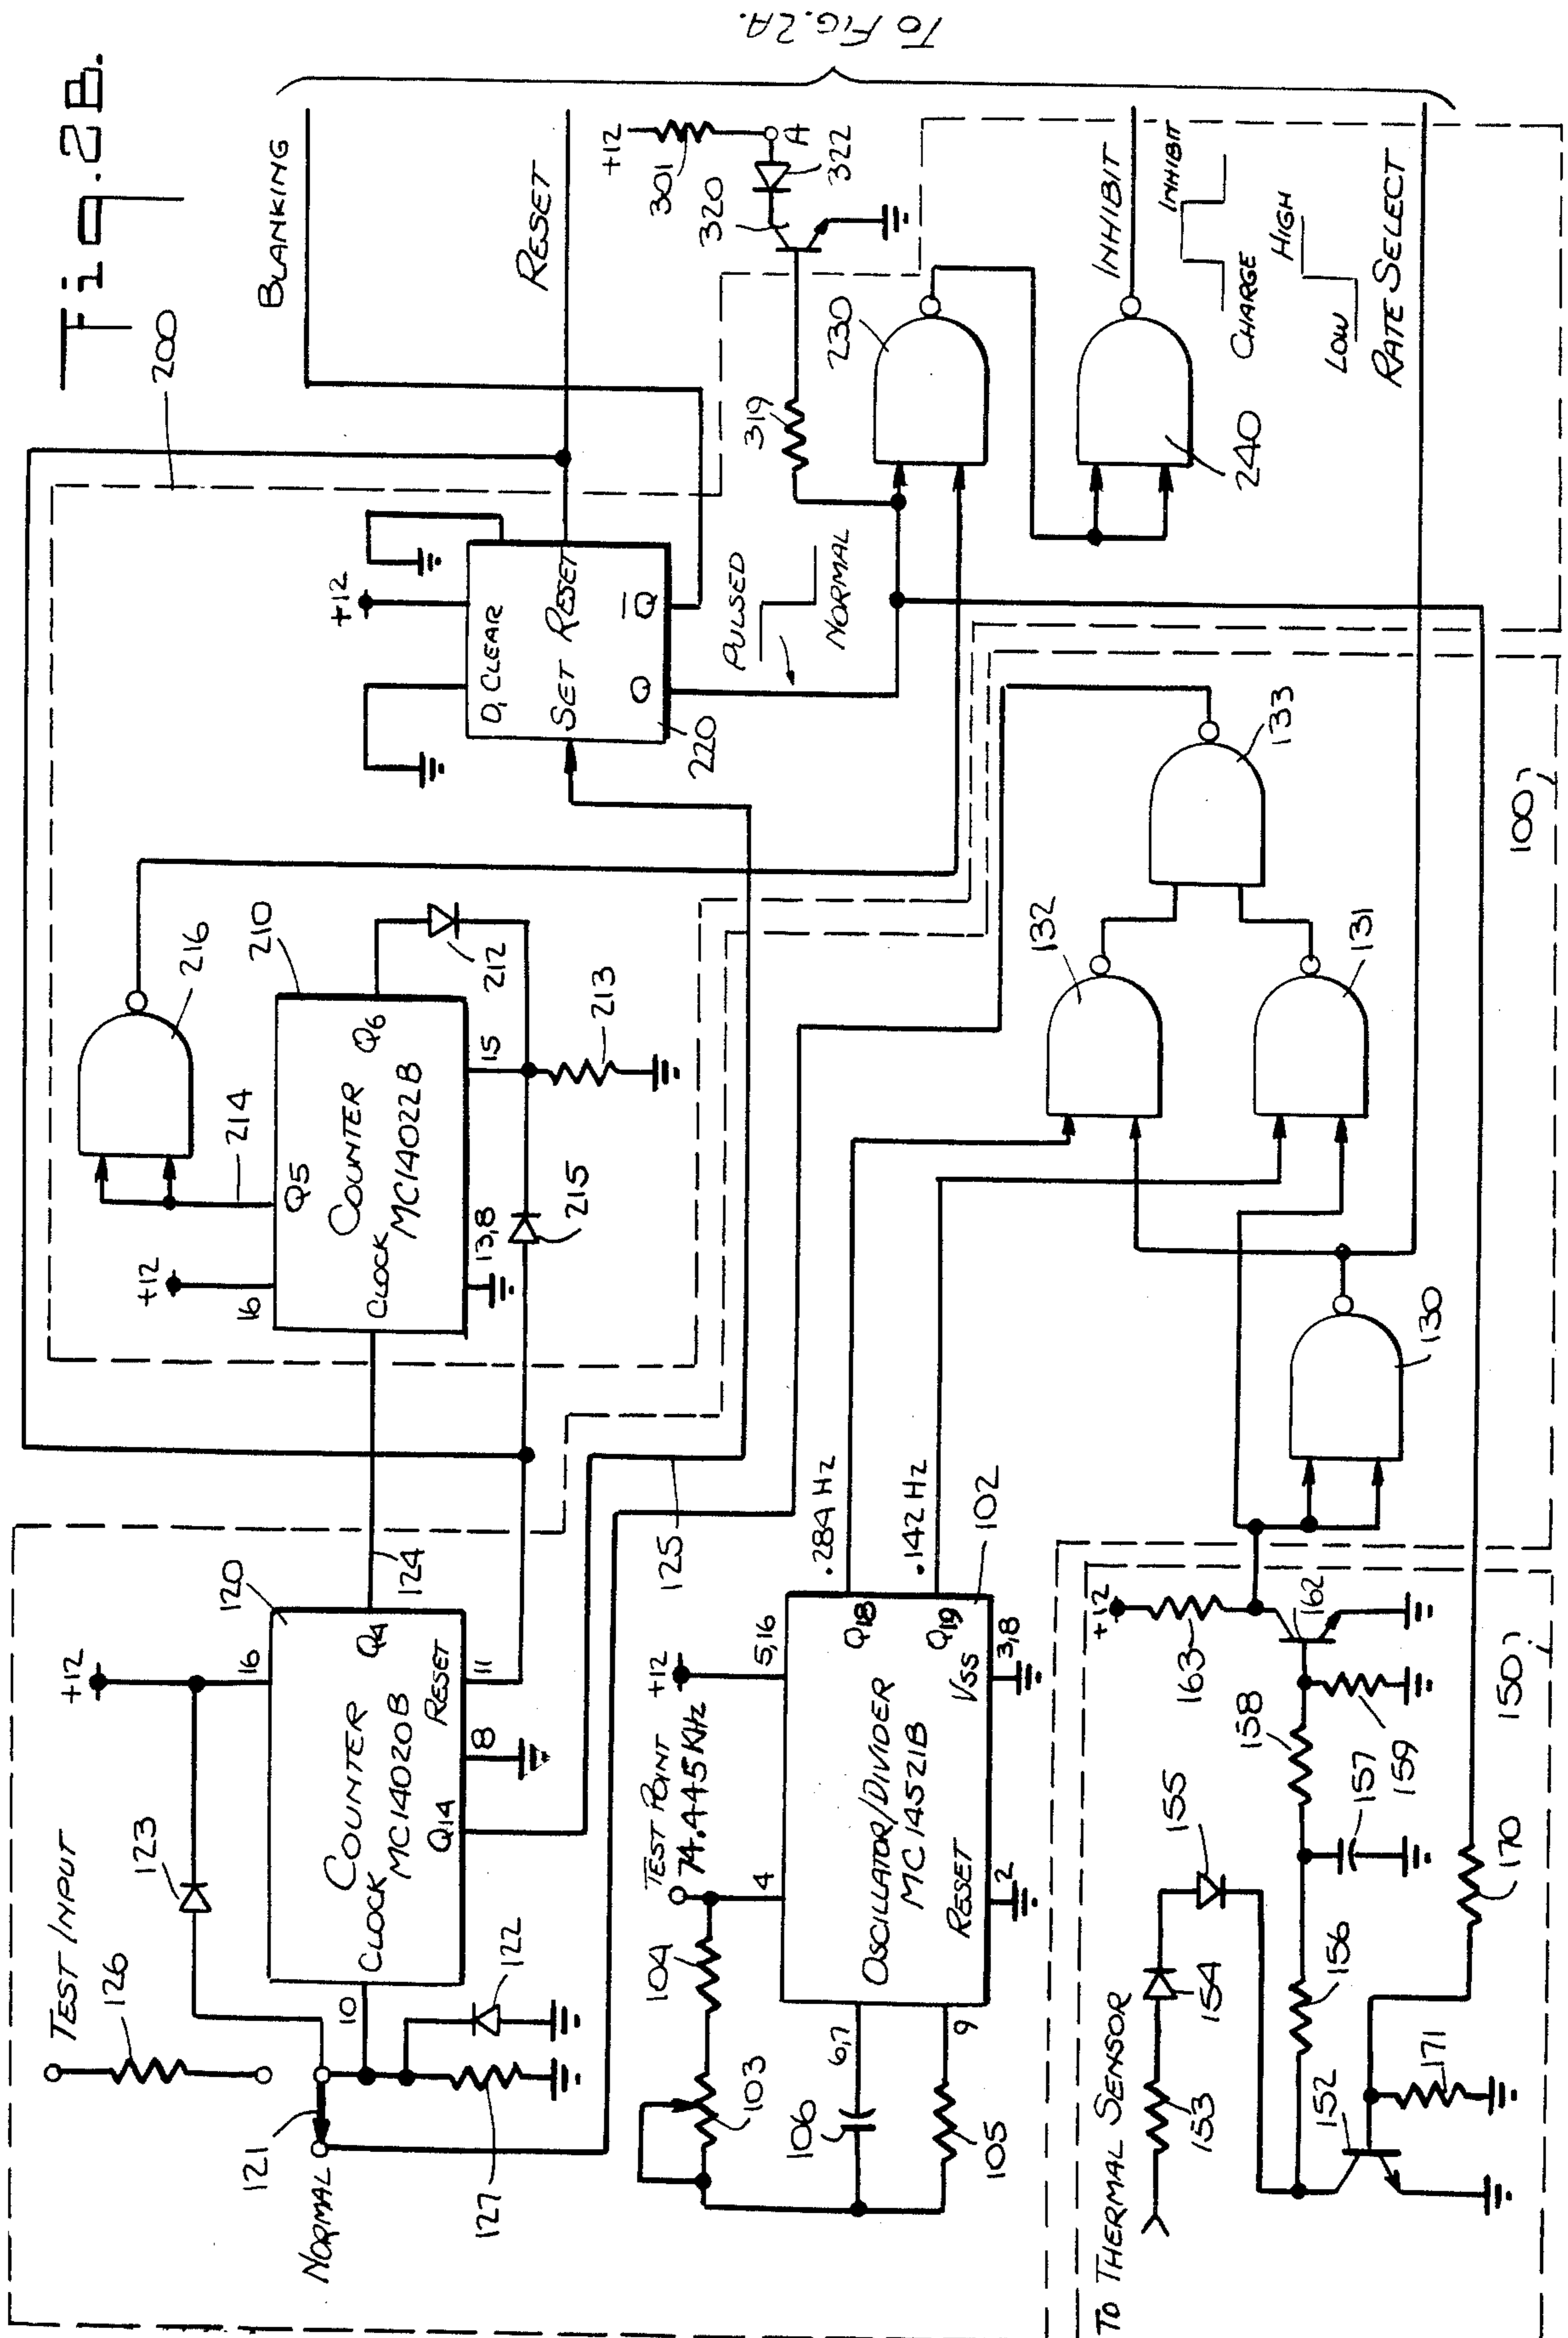 Fig. 2B.
TO FIG. 2A.
BLANKING
RESET
200
+12
301
A
320
322
INHIBIT
INHIBIT
CHARGE
HIGH
LOW
RATE SELECT
230
240
319
PULSED
NORMAL
+12
D, CLEAR
SET RESET
Q
Q̅
220
216
210
214
Q5
Q6
COUNTER
MC14022B
CLOCK
+12
16
15
13,8
212
213
215
133
132
131
130
100
TEST INPUT
126
123
+12
120
16
COUNTER
MC14020B
CLOCK
Q4
RESET
Q14
10
8
11
124
125
121
NORMAL
122
127
TEST POINT
74.445 KHz
+12
4
5,16
OSCILLATOR/DIVIDER
MC14521B
RESET
VSS
Q18
Q19
.284 Hz
.142 Hz
102
2
3,8
6,7
9
104
103
106
105
TO THERMAL SENSOR
153
154
155
156
157
158
159
+12
163
162
152
171
170
150